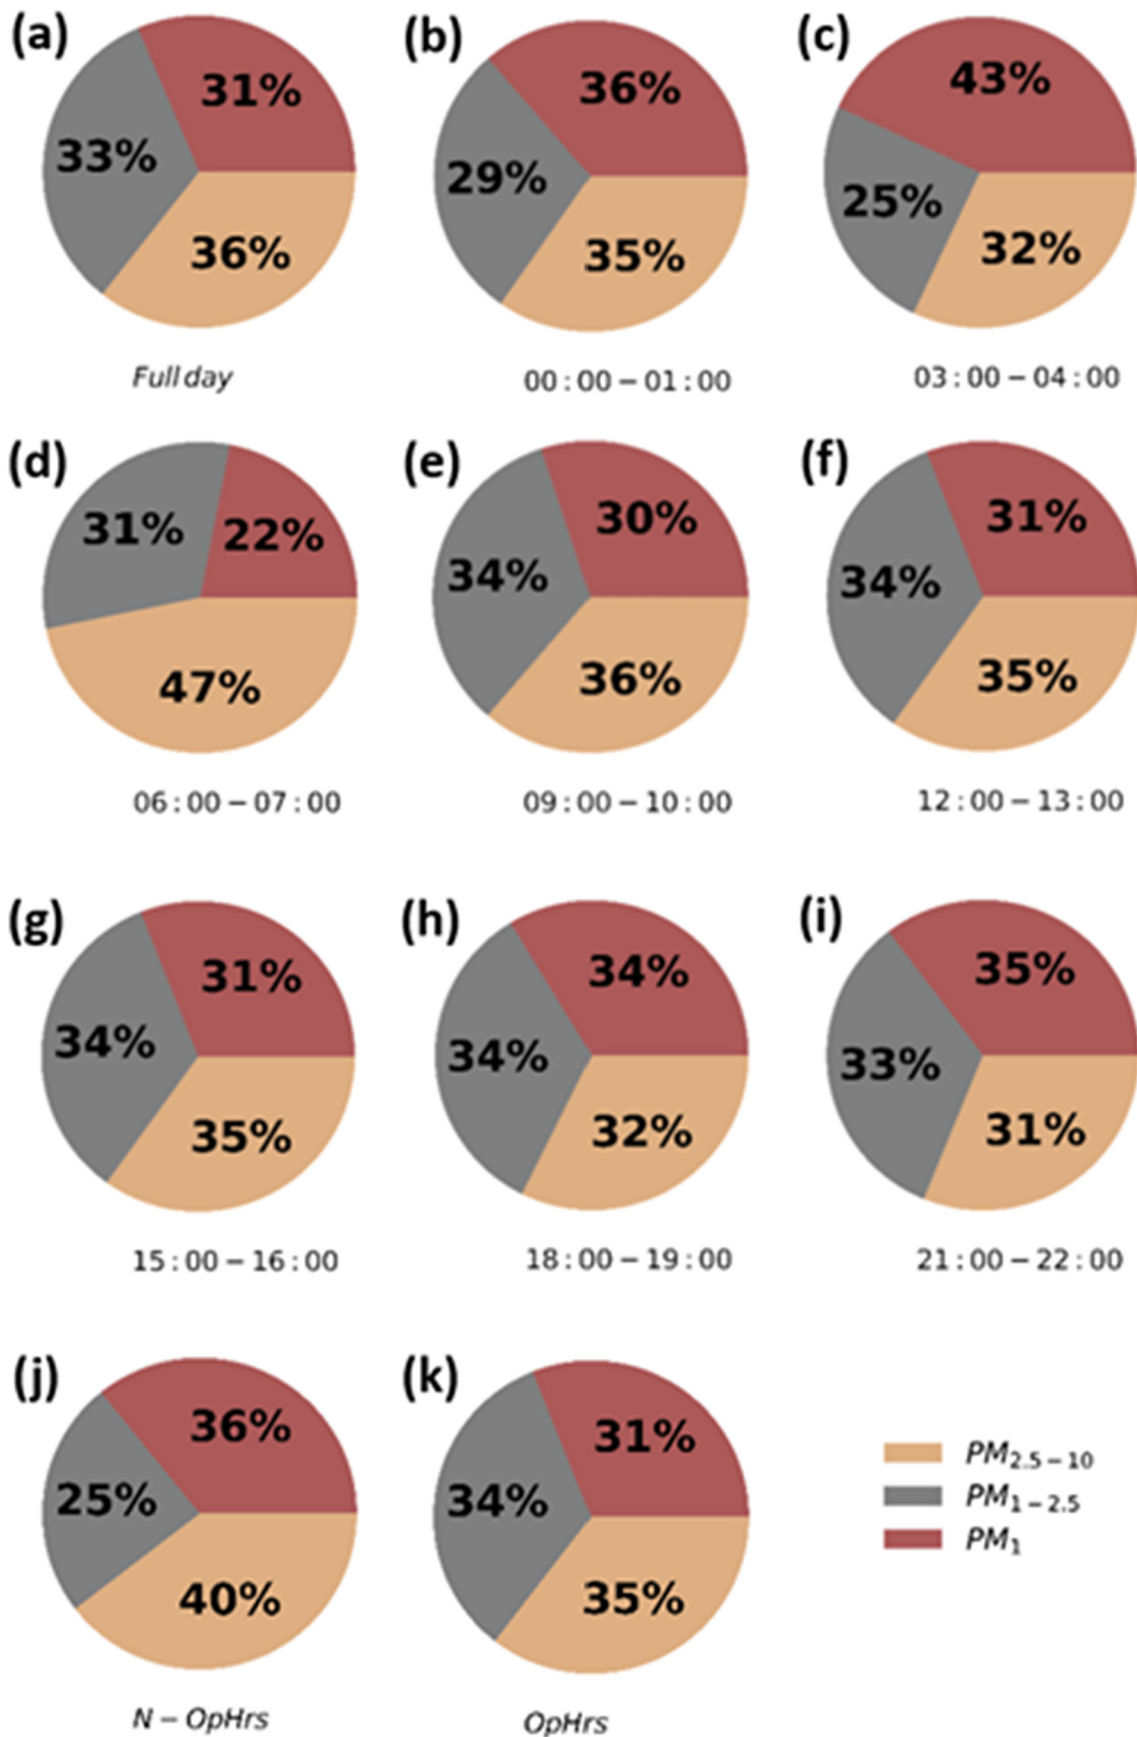 (a) (b) (c)
31% 36% 43%
33% 29% 25%
36% 35% 32%
Full day 00:00 − 01:00 03:00 − 04:00
(d) (e) (f)
31% 22% 30% 31%
34% 34%
47% 36% 35%
06:00 − 07:00 09:00 − 10:00 12:00 − 13:00
(g) (h) (i)
31% 34% 35%
34% 34% 33%
35% 32% 31%
15:00 − 16:00 18:00 − 19:00 21:00 − 22:00
(j) (k)
36% 31%
25% 34%
40% 35%
N − OpHrs OpHrs
PM2.5−10
PM1−2.5
PM1